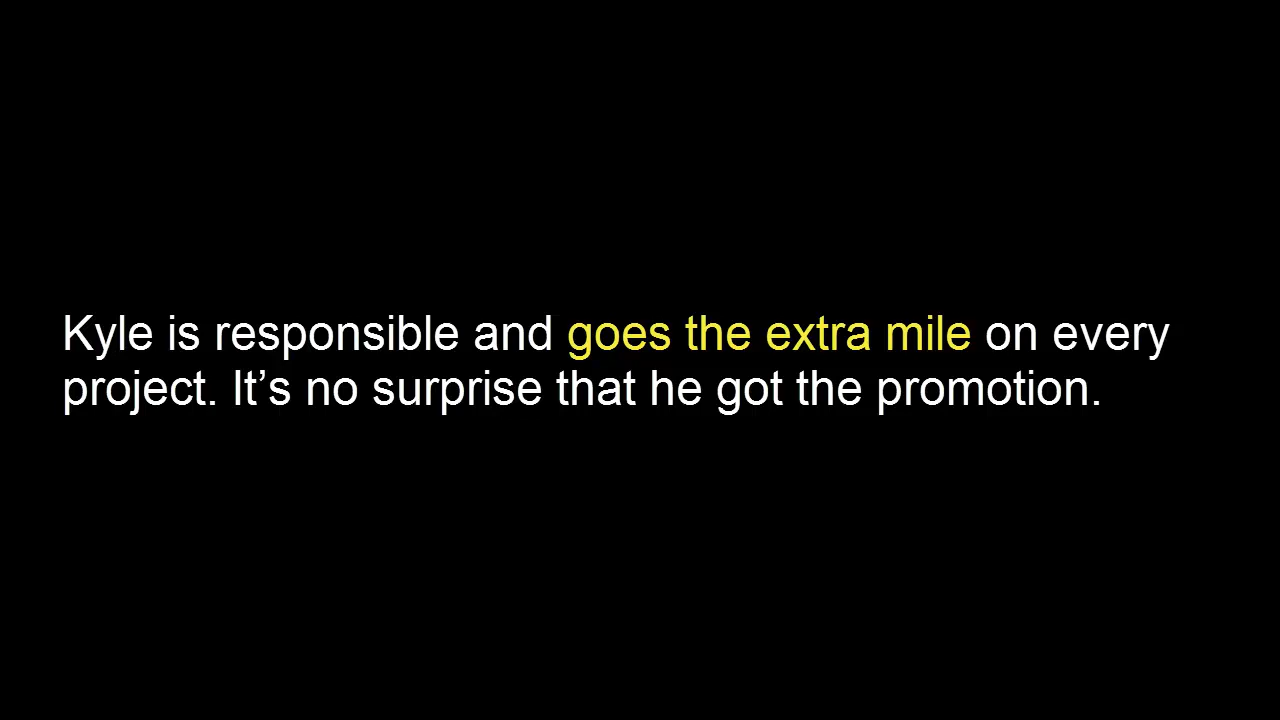 Kyle is responsible and goes the extra mile on every
project. It’s no surprise that he got the promotion.